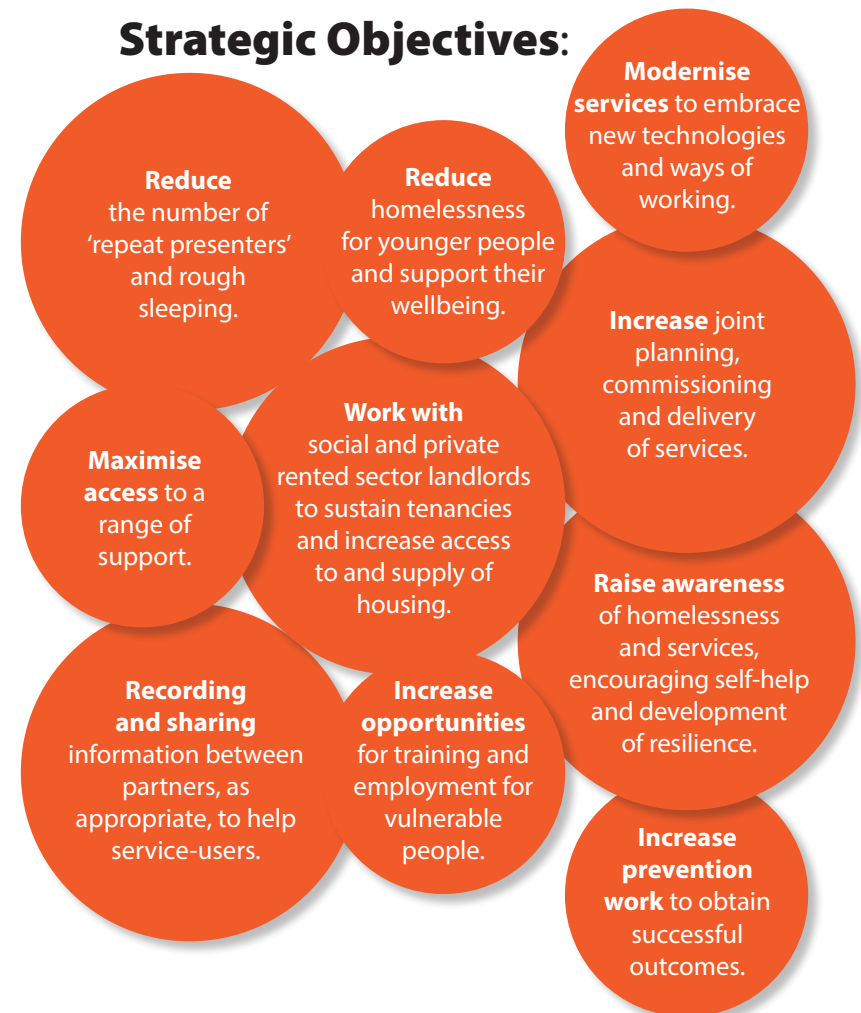 Strategic Objectives:
Reduce
the number of
‘repeat presenters’
and rough
sleeping.
Reduce
homelessness
for younger people
and support their
wellbeing.
Modernise
services to embrace
new technologies
and ways of
working.
Maximise
access to a
range of
support.
Work with
social and private
rented sector landlords
to sustain tenancies
and increase access
to and supply of
housing.
Increase joint
planning,
commissioning
and delivery
of services.
Recording
and sharing
information between
partners, as
appropriate, to help
service-users.
Increase
opportunities
for training and
employment for
vulnerable
people.
Raise awareness
of homelessness
and services,
encouraging self-help
and development
of resilience.
Increase
prevention
work to obtain
successful
outcomes.